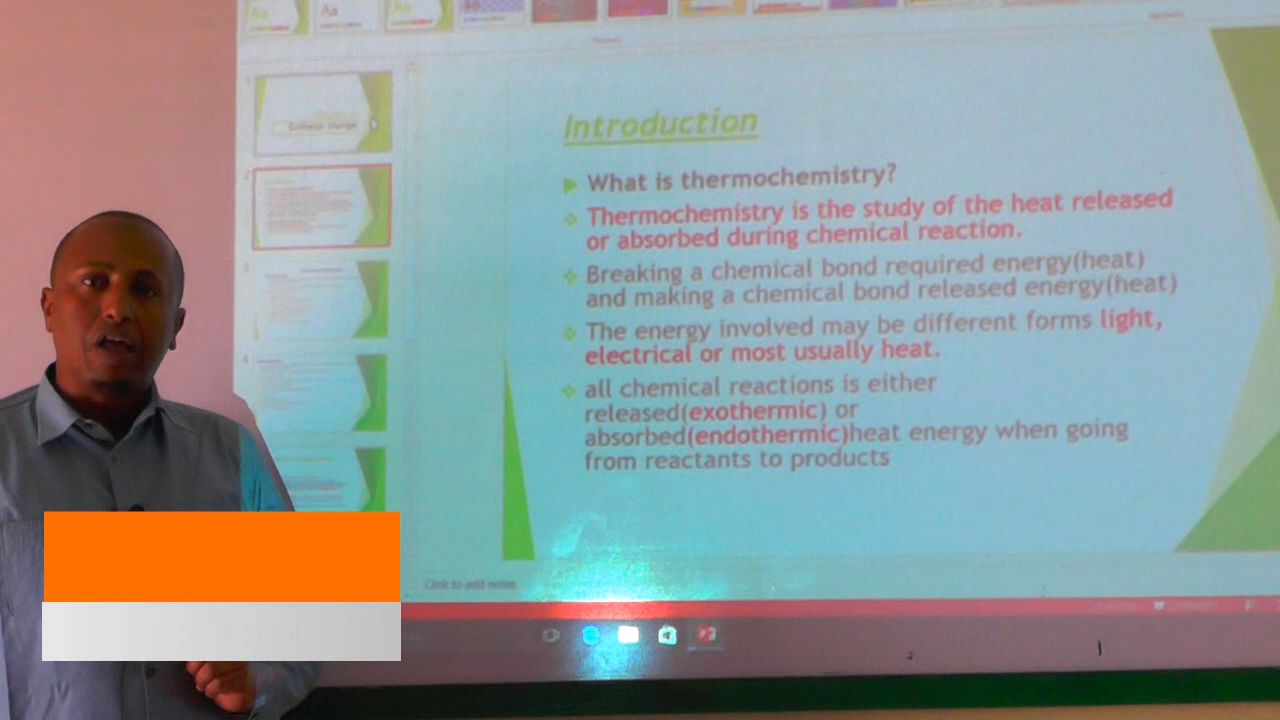 Introduction
What is thermochemistry?
Thermochemistry is the study of the heat released
or absorbed during chemical reaction.
Breaking a chemical bond required energy(heat)
and making a chemical bond released energy(heat)
The energy involved may be different forms light,
electrical or most usually heat.
all chemical reactions is either
released(exothermic) or
absorbed(endothermic)heat energy when going
from reactants to products
Click to add notes